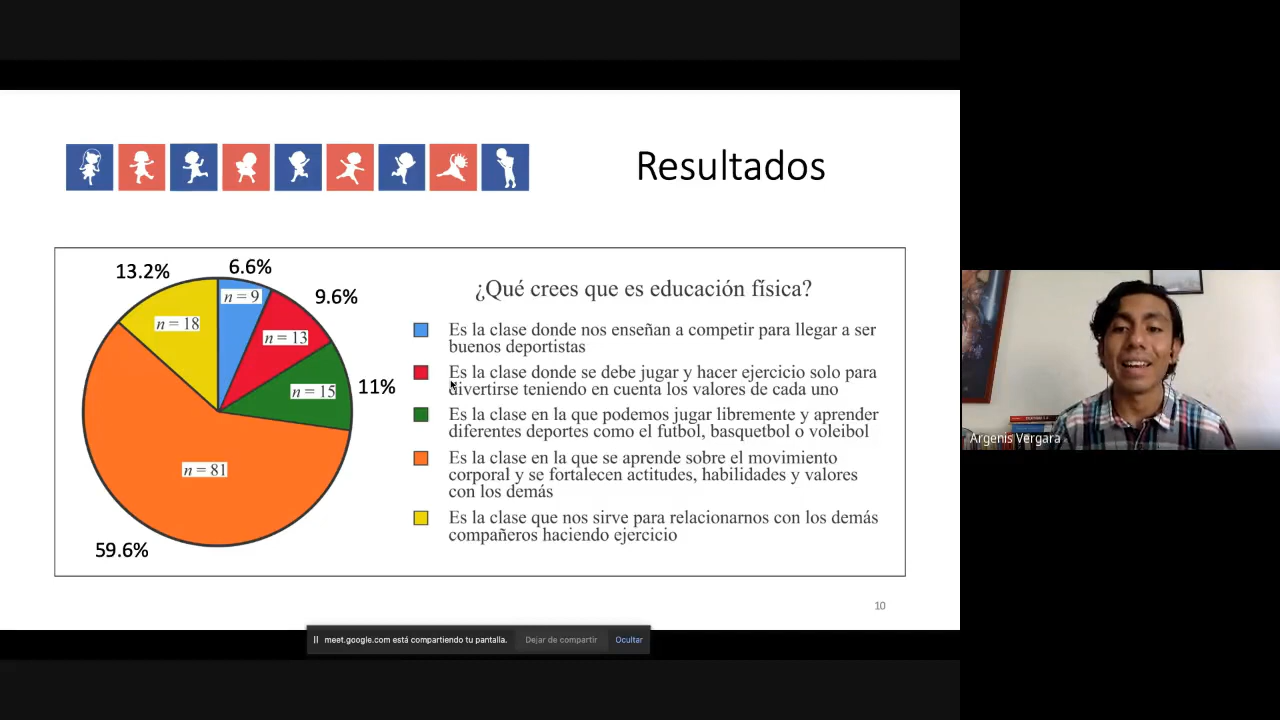 Resultados
13.2%
6.6%
9.6%
11%
59.6%
n = 9
n = 13
n = 15
n = 18
n = 81
¿Qué crees que es educación física?
Es la clase donde nos enseñan a competir para llegar a ser
buenos deportistas
Es la clase donde se debe jugar y hacer ejercicio solo para
divertirse teniendo en cuenta los valores de cada uno
Es la clase en la que podemos jugar libremente y aprender
diferentes deportes como el futbol, basquetbol o voleibol
Es la clase en la que se aprende sobre el movimiento
corporal y se fortalecen actitudes, habilidades y valores
con los demás
Es la clase que nos sirve para relacionarnos con los demás
compañeros haciendo ejercicio
10
meet.google.com está compartiendo tu pantalla. Dejar de compartir Ocultar
Argenis Vergara